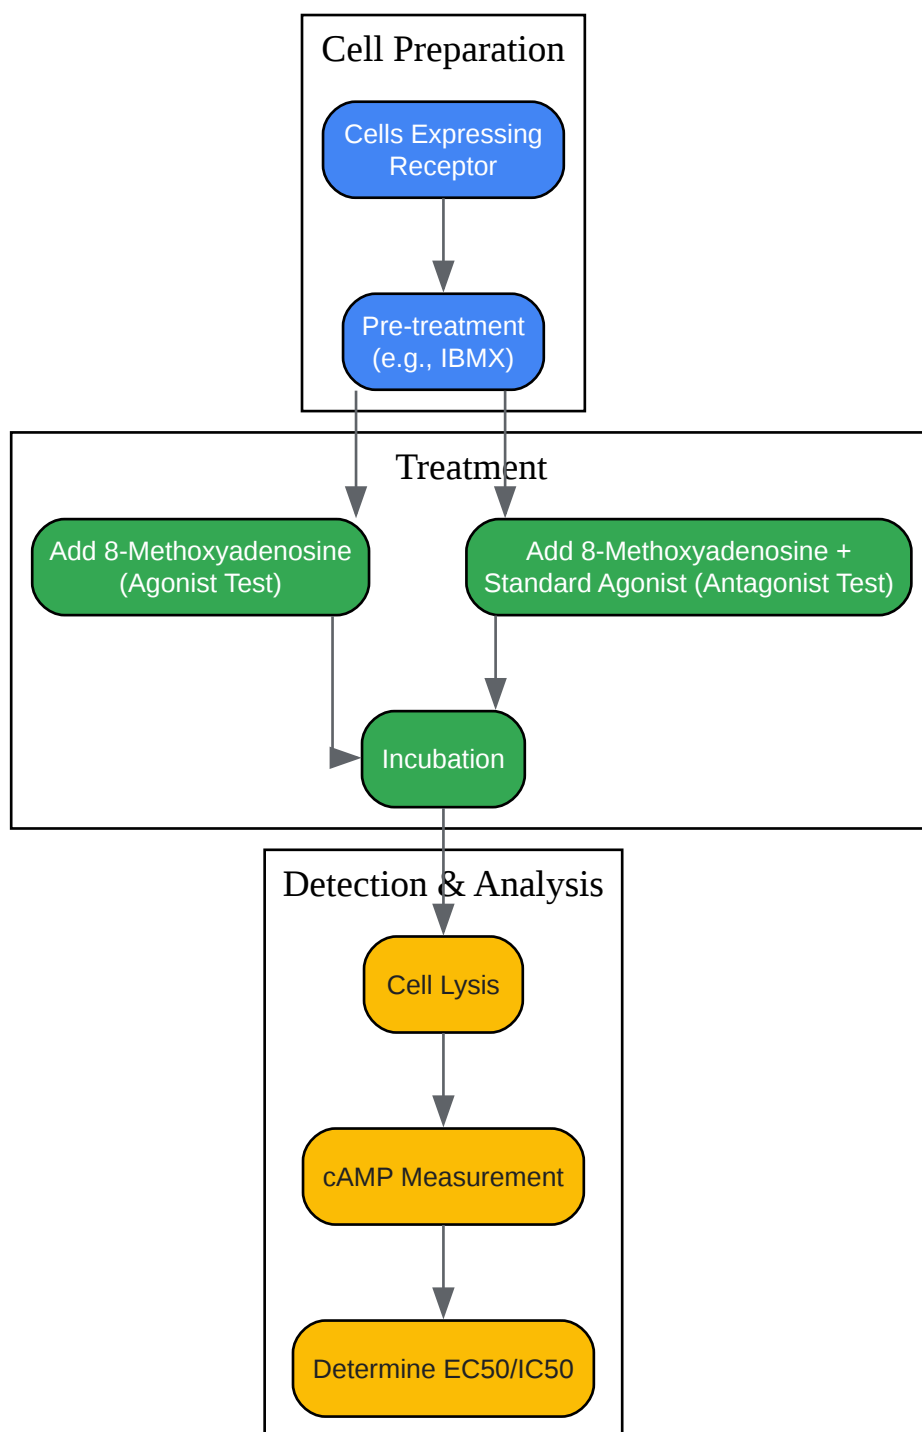 Cell Preparation
Cells Expressing
Receptor
Pre-treatment
(e.g., IBMX)
Treatment
Add 8-Methoxyadenosine
(Agonist Test)
Add 8-Methoxyadenosine +
Standard Agonist (Antagonist Test)
Incubation
Detection & Analysis
Cell Lysis
cAMP Measurement
Determine EC50/IC50